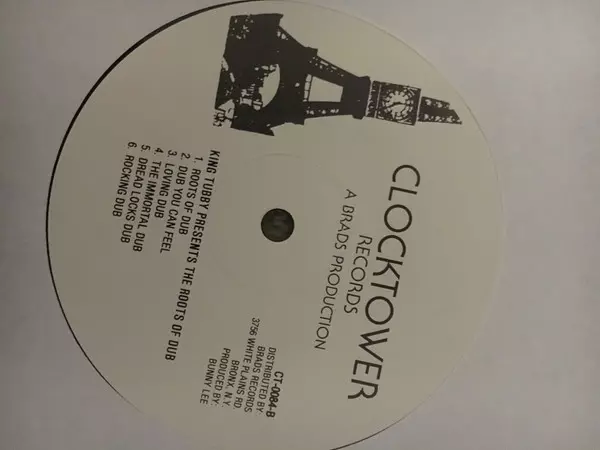 CLOCKTOWER
RECORDS
A BRADS PRODUCTION
CT-0084-B
DISTRIBUTED BY:
BRADS RECORDS
3756 WHITE PLAINS RD.
BRONX, N.Y.
PRODUCED BY:
BUNNY LEE
KING TUBBY PRESENTS THE ROOTS OF DUB
1. ROOTS OF DUB
2. DUB YOU CAN FEEL
3. LOVING DUB
4. THE IMMORTAL DUB
5. DREAD LOCKS DUB
6. ROCKING DUB